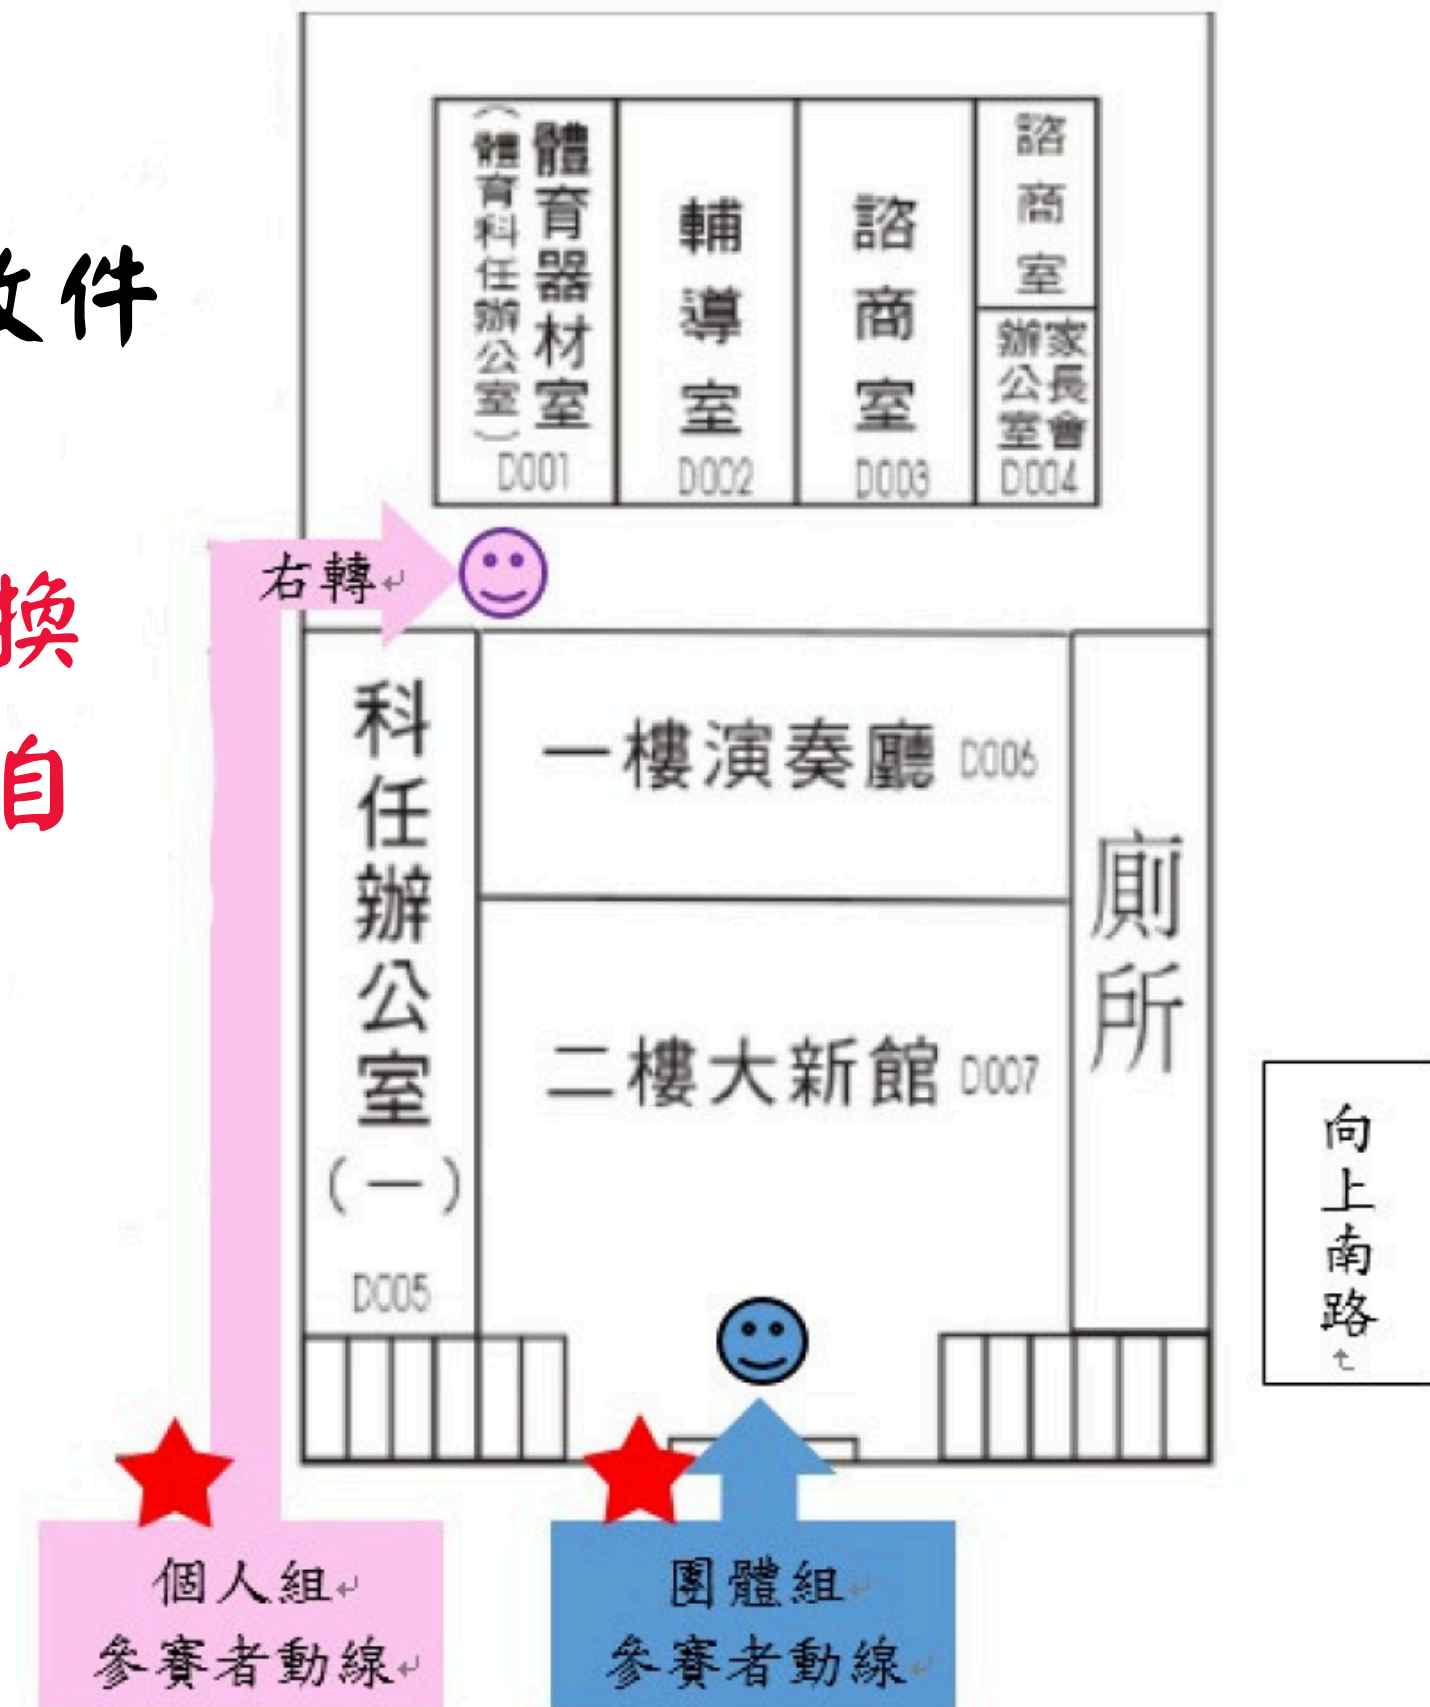 件
換
自
體育器材室
(體育科任辦公室)
D001
輔導室
D002
諮商室
D003
諮商室
家長會
辦公室
D004
右轉
科任辦公室
(一)
D005
一樓演奏廳 D006
二樓大新館 D007
廁所
向上南路
個人組
參賽者動線
團體組
參賽者動線